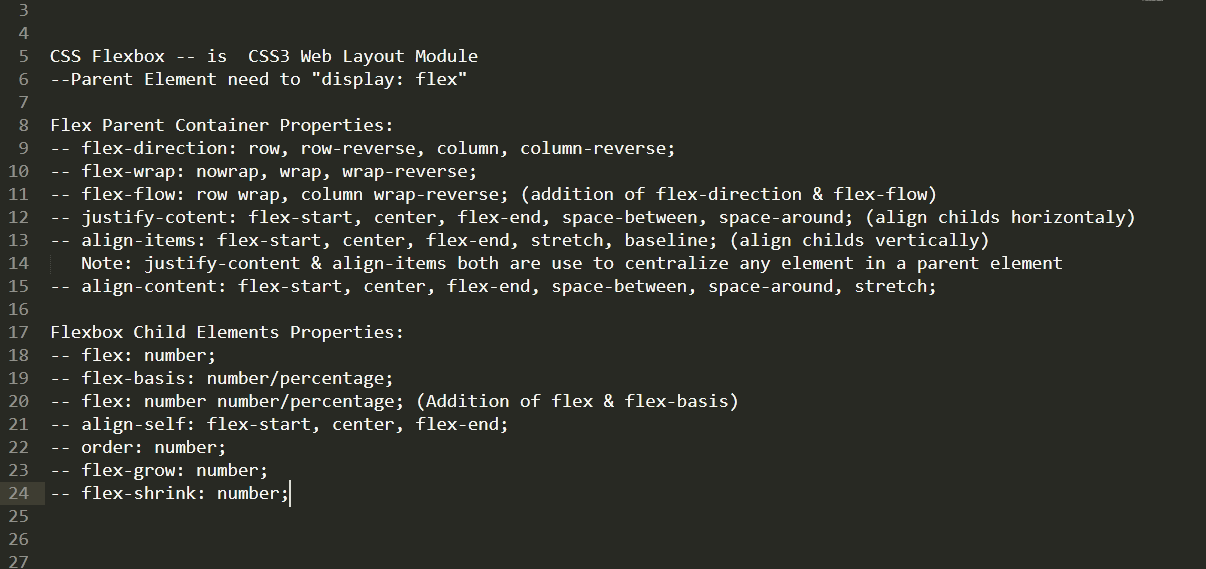 3
4
5 CSS Flexbox -- is  CSS3 Web Layout Module
6 --Parent Element need to "display: flex"
7
8 Flex Parent Container Properties:
9 -- flex-direction: row, row-reverse, column, column-reverse;
10 -- flex-wrap: nowrap, wrap, wrap-reverse;
11 -- flex-flow: row wrap, column wrap-reverse; (addition of flex-direction & flex-flow)
12 -- justify-cotent: flex-start, center, flex-end, space-between, space-around; (align childs horizontaly)
13 -- align-items: flex-start, center, flex-end, stretch, baseline; (align childs vertically)
14    Note: justify-content & align-items both are use to centralize any element in a parent element
15 -- align-content: flex-start, center, flex-end, space-between, space-around, stretch;
16
17 Flexbox Child Elements Properties:
18 -- flex: number;
19 -- flex-basis: number/percentage;
20 -- flex: number number/percentage; (Addition of flex & flex-basis)
21 -- align-self: flex-start, center, flex-end;
22 -- order: number;
23 -- flex-grow: number;
24 -- flex-shrink: number;
25
26
27